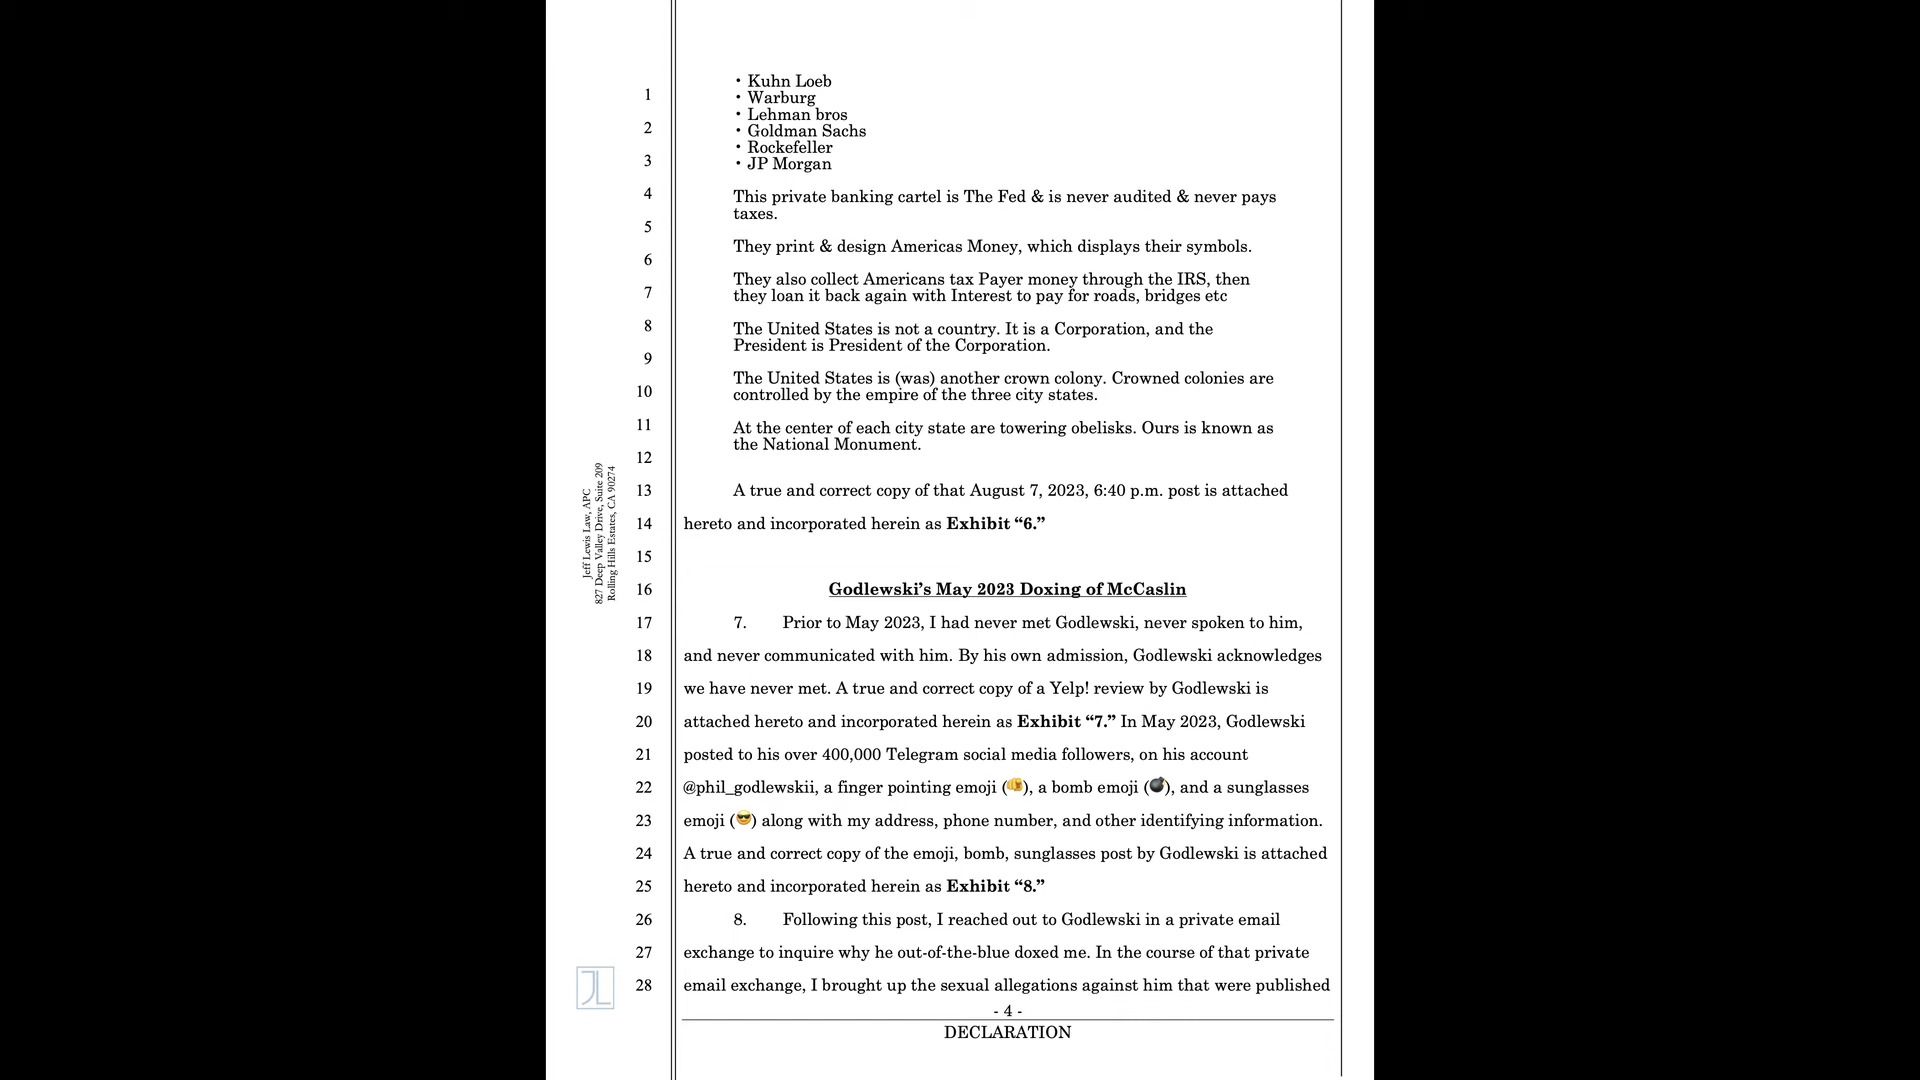 • Kuhn Loeb
1
• Warburg
• Lehman bros
2
• Goldman Sachs
• Rockefeller
3
• JP Morgan
4 This private banking cartel is The Fed & is never audited & never pays
taxes.
5
They print & design Americas Money, which displays their symbols.
6
They also collect Americans tax Payer money through the IRS, then
7 they loan it back again with Interest to pay for roads, bridges etc
8 The United States is not a country. It is a Corporation, and the
President is President of the Corporation.
9
The United States is (was) another crown colony. Crowned colonies are
10 controlled by the empire of the three city states.
11 At the center of each city state are towering obelisks. Ours is known as
the National Monument.
12
13 A true and correct copy of that August 7, 2023, 6:40 p.m. post is attached
14 hereto and incorporated herein as Exhibit “6.”
15
16 Godlewski’s May 2023 Doxing of McCaslin
17 7. Prior to May 2023, I had never met Godlewski, never spoken to him,
18 and never communicated with him. By his own admission, Godlewski acknowledges
19 we have never met. A true and correct copy of a Yelp! review by Godlewski is
20 attached hereto and incorporated herein as Exhibit “7.” In May 2023, Godlewski
21 posted to his over 400,000 Telegram social media followers, on his account
22 @phil_godlewskii, a finger pointing emoji (🫵), a bomb emoji (💣), and a sunglasses
23 emoji (😎) along with my address, phone number, and other identifying information.
24 A true and correct copy of the emoji, bomb, sunglasses post by Godlewski is attached
25 hereto and incorporated herein as Exhibit “8.”
26 8. Following this post, I reached out to Godlewski in a private email
27 exchange to inquire why he out-of-the-blue doxed me. In the course of that private
28 email exchange, I brought up the sexual allegations against him that were published
- 4 -
DECLARATION
Jeff Lewis Law, APC
827 Deep Valley Drive, Suite 209
Rolling Hills Estates, CA 90274
JL